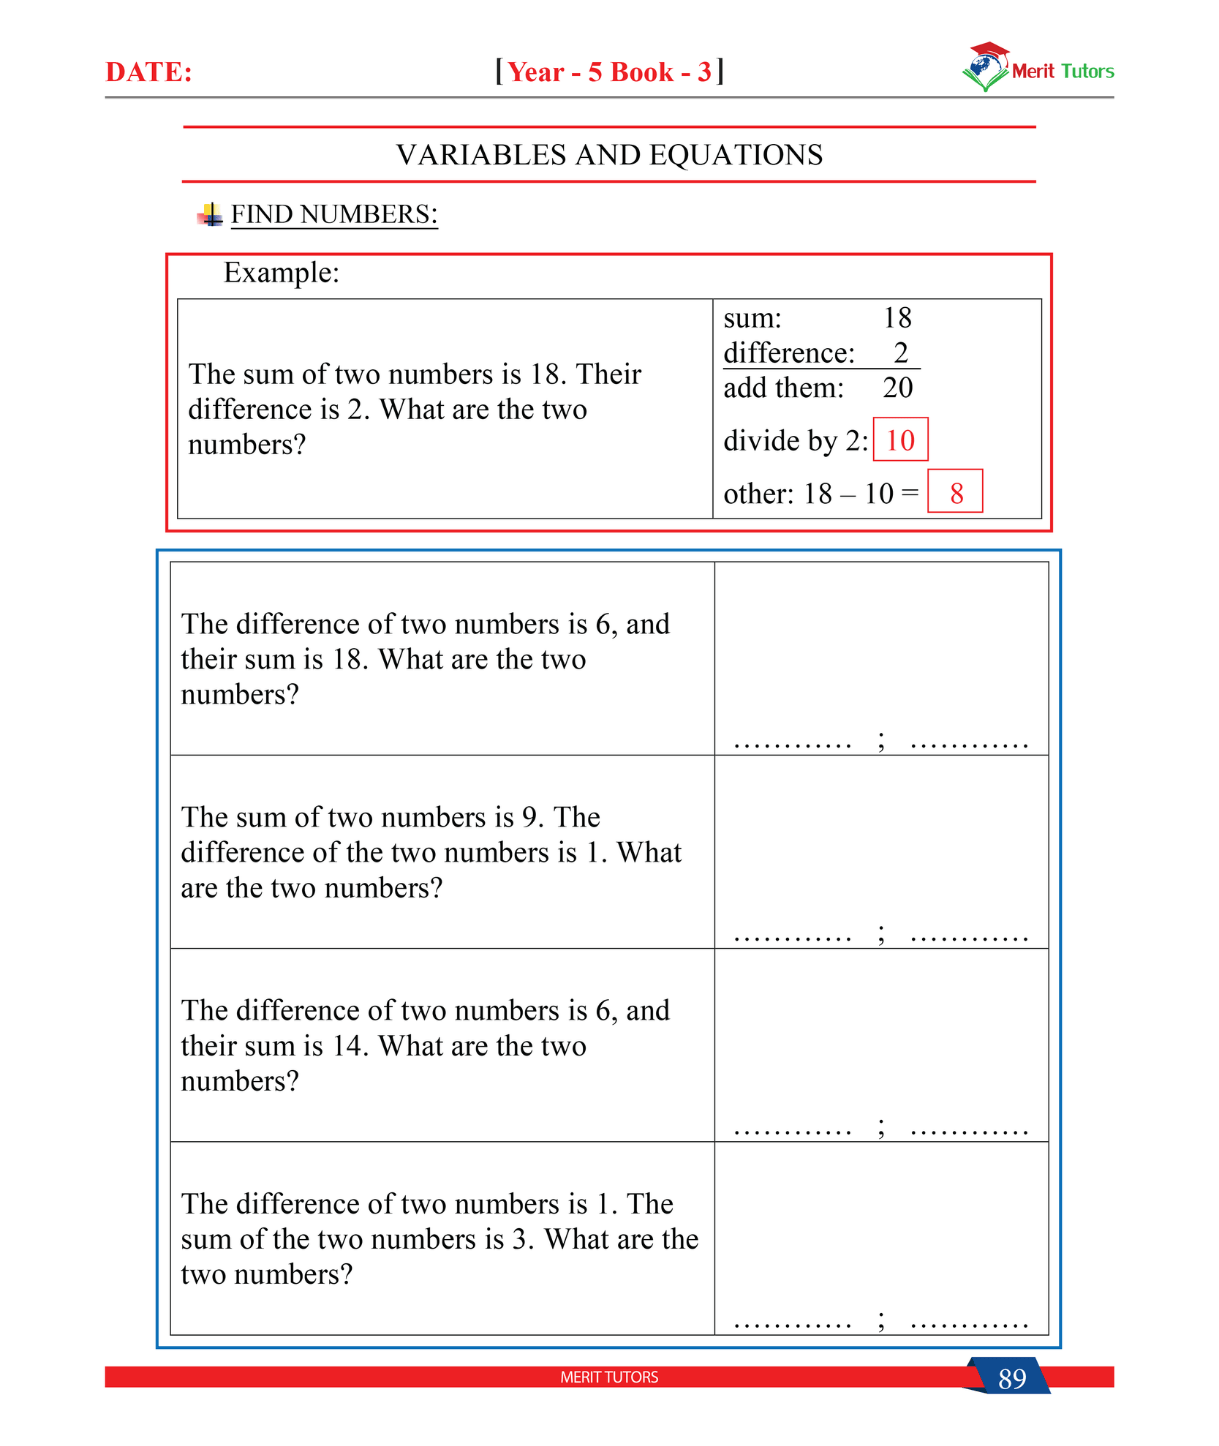 DATE:
[Year - 5 Book - 3]
Merit Tutors
VARIABLES AND EQUATIONS
FIND NUMBERS:
Example:
The sum of two numbers is 18. Their
difference is 2. What are the two
numbers?
sum: 18
difference: 2
add them: 20
divide by 2: 10
other: 18 – 10 = 8
The difference of two numbers is 6, and
their sum is 18. What are the two
numbers?
............ ; ............
The sum of two numbers is 9. The
difference of the two numbers is 1. What
are the two numbers?
............ ; ............
The difference of two numbers is 6, and
their sum is 14. What are the two
numbers?
............ ; ............
The difference of two numbers is 1. The
sum of the two numbers is 3. What are the
two numbers?
............ ; ............
MERIT TUTORS
89